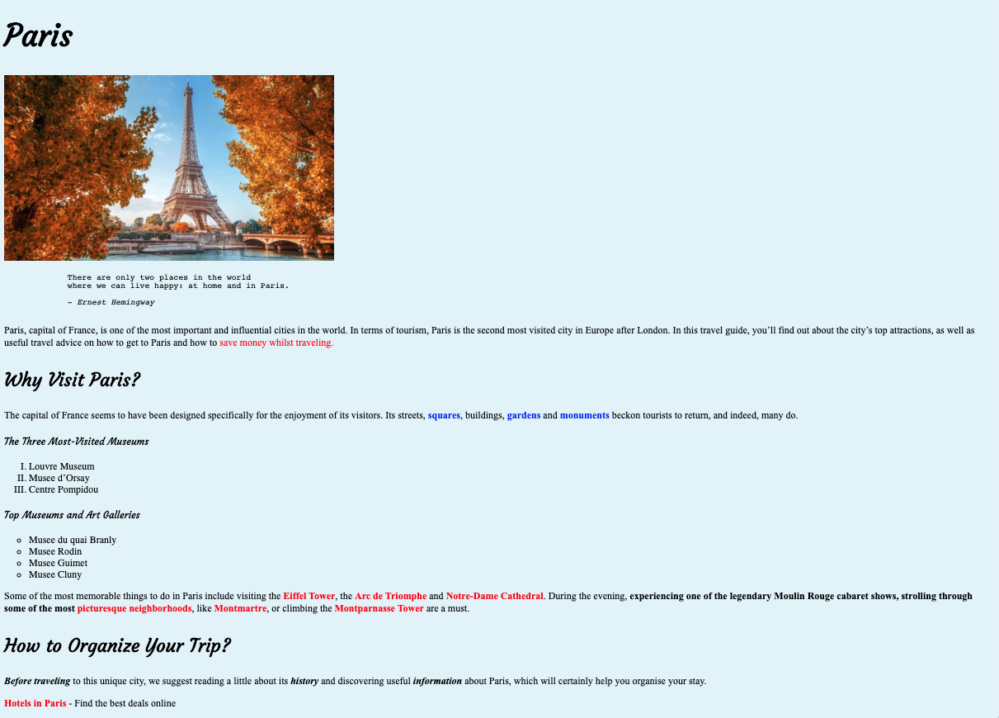 Paris
There are only two places in the world
where we can live happy: at home and in Paris.
- Ernest Hemingway
Paris, capital of France, is one of the most important and influential cities in the world. In terms of tourism, Paris is the second most visited city in Europe after London. In this travel guide, you’ll find out about the city’s top attractions, as well as
useful travel advice on how to get to Paris and how to save money whilst traveling.
Why Visit Paris?
The capital of France seems to have been designed specifically for the enjoyment of its visitors. Its streets, squares, buildings, gardens and monuments beckon tourists to return, and indeed, many do.
The Three Most-Visited Museums
I. Louvre Museum
II. Musee d’Orsay
III. Centre Pompidou
Top Museums and Art Galleries
Musee du quai Branly
Musee Rodin
Musee Guimet
Musee Cluny
Some of the most memorable things to do in Paris include visiting the Eiffel Tower, the Arc de Triomphe and Notre-Dame Cathedral. During the evening, experiencing one of the legendary Moulin Rouge cabaret shows, strolling through
some of the most picturesque neighborhoods, like Montmartre, or climbing the Montparnasse Tower are a must.
How to Organize Your Trip?
Before traveling to this unique city, we suggest reading a little about its history and discovering useful information about Paris, which will certainly help you organise your stay.
Hotels in Paris - Find the best deals online